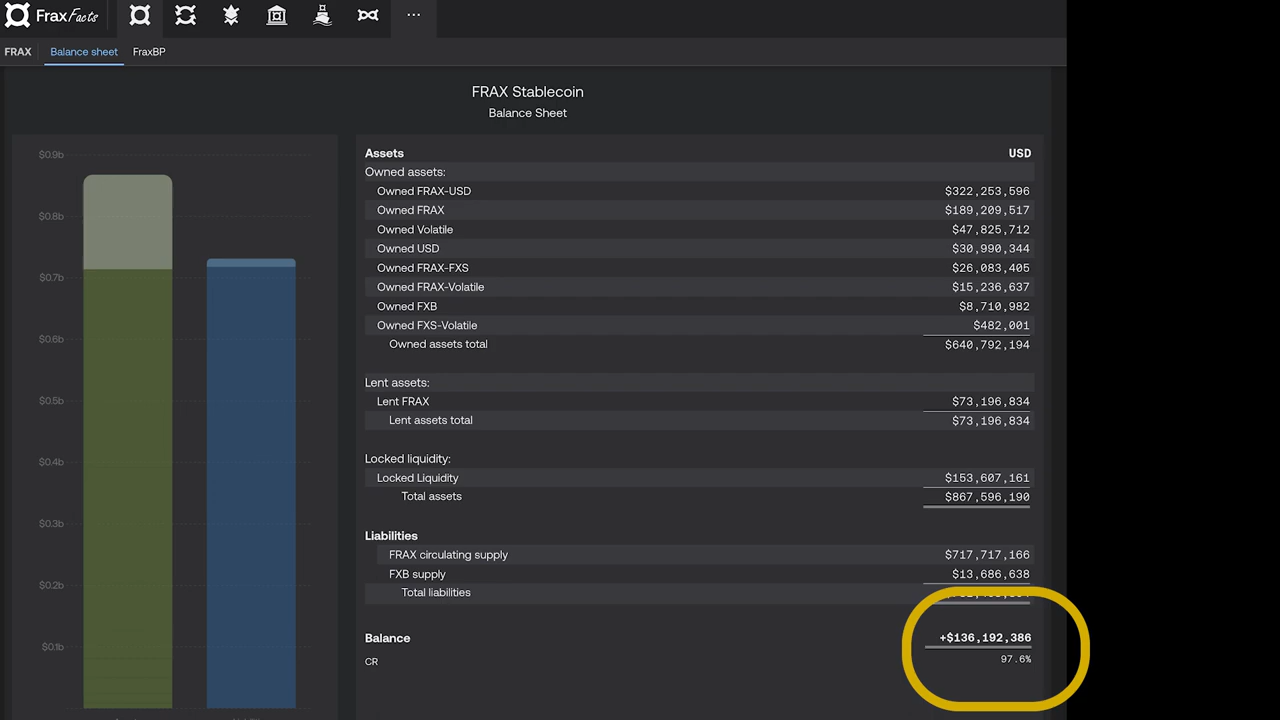 FraxFacts
...
FRAX Balance sheet FraxBP
FRAX Stablecoin
Balance Sheet
$0.9b
$0.8b
$0.7b
$0.6b
$0.5b
$0.4b
$0.3b
$0.2b
$0.1b
Assets USD
Owned assets:
Owned FRAX-USD $322,253,596
Owned FRAX $189,209,517
Owned Volatile $47,825,712
Owned USD $30,990,344
Owned FRAX-FXS $26,083,405
Owned FRAX-Volatile $15,236,637
Owned FXB $8,710,982
Owned FXS-Volatile $482,001
Owned assets total $640,792,194
Lent assets:
Lent FRAX $73,196,834
Lent assets total $73,196,834
Locked liquidity:
Locked Liquidity $153,607,161
Total assets $867,596,190
Liabilities
FRAX circulating supply $717,717,166
FXB supply $13,686,638
Total liabilities
Balance +$136,192,386
CR 97.6%